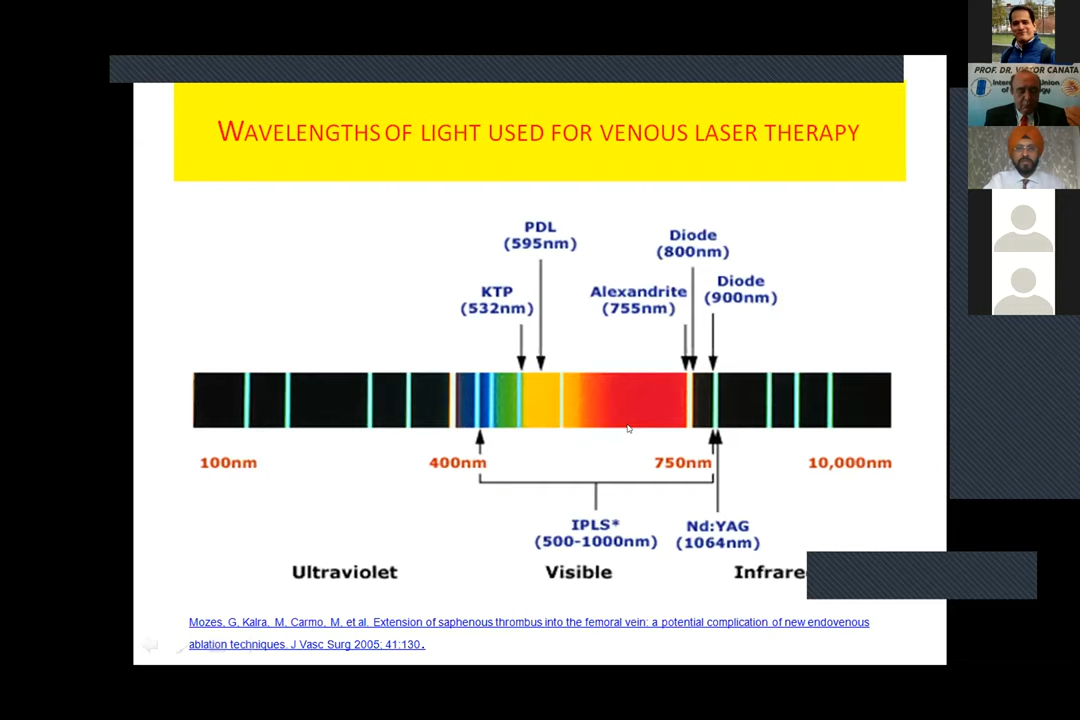 PROF. DR. VICTOR CANATA
WAVELENGTHS OF LIGHT USED FOR VENOUS LASER THERAPY
PDL
(595nm)
Diode
(800nm)
KTP
(532nm)
Alexandrite
(755nm)
Diode
(900nm)
100nm
400nm
750nm
10,000nm
IPLS*
(500-1000nm)
Nd:YAG
(1064nm)
Ultraviolet
Visible
Mozes, G, Kalra, M, Carmo, M, et al. Extension of saphenous thrombus into the femoral vein: a potential complication of new endovenous
ablation techniques. J Vasc Surg 2005; 41:130.